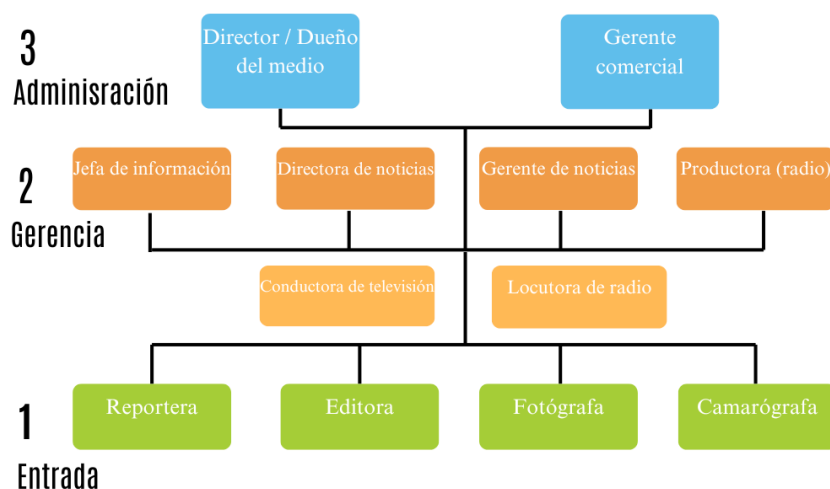 3
Adminisración
Director / Dueño
del medio
Gerente
comercial
2
Gerencia
Jefa de información
Directora de noticias
Gerente de noticias
Productora (radio)
Conductora de televisión
Locutora de radio
1
Entrada
Reportera
Editora
Fotógrafa
Camarógrafa